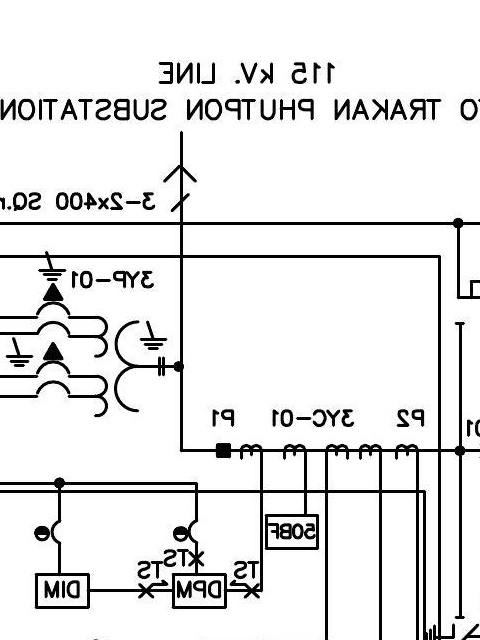 115 kV. LINE
TO TRAKAN PHUTPON SUBSTATION
3-2x400 SQ.
3YP-01
P2 3YC-01 P1
01
50BF
TS
TS DPM TS DIM